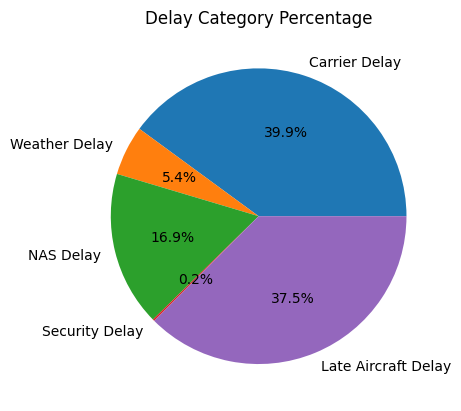 Delay Category Percentage
Carrier Delay
39.9%
Weather Delay
5.4%
16.9%
NAS Delay
0.2%
Security Delay
37.5%
Late Aircraft Delay